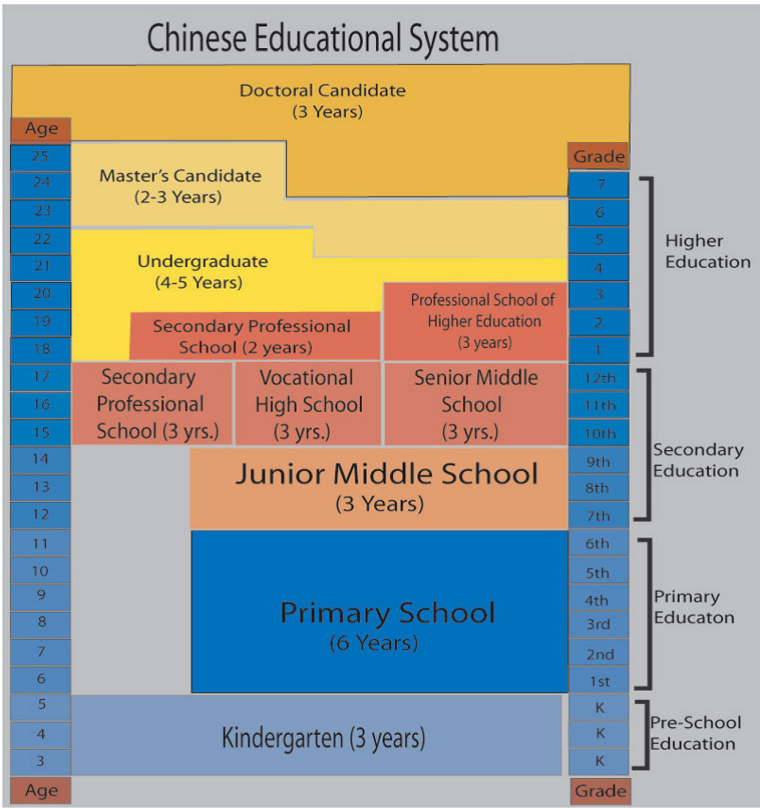 Chinese Educational System
Doctoral Candidate
(3 Years)
Age
Grade
25
Master's Candidate
(2-3 Years)
24
7
23
6
22
5
Undergraduate
(4-5 Years)
21
4
Higher
Education
20
3
Professional School of
Higher Education
(3 years)
19
2
Secondary Professional
School (2 years)
18
1
17
Secondary
Professional
School (3 yrs.)
Vocational
High School
(3 yrs.)
Senior Middle
School
(3 yrs.)
12th
16
11th
15
10th
Secondary
Education
14
Junior Middle School
(3 Years)
9th
13
8th
12
7th
11
6th
10
5th
9
Primary School
(6 Years)
4th
Primary
Educaton
8
3rd
7
2nd
6
1st
5
K
4
Kindergarten (3 years)
K
Pre-School
Education
3
K
Age
Grade